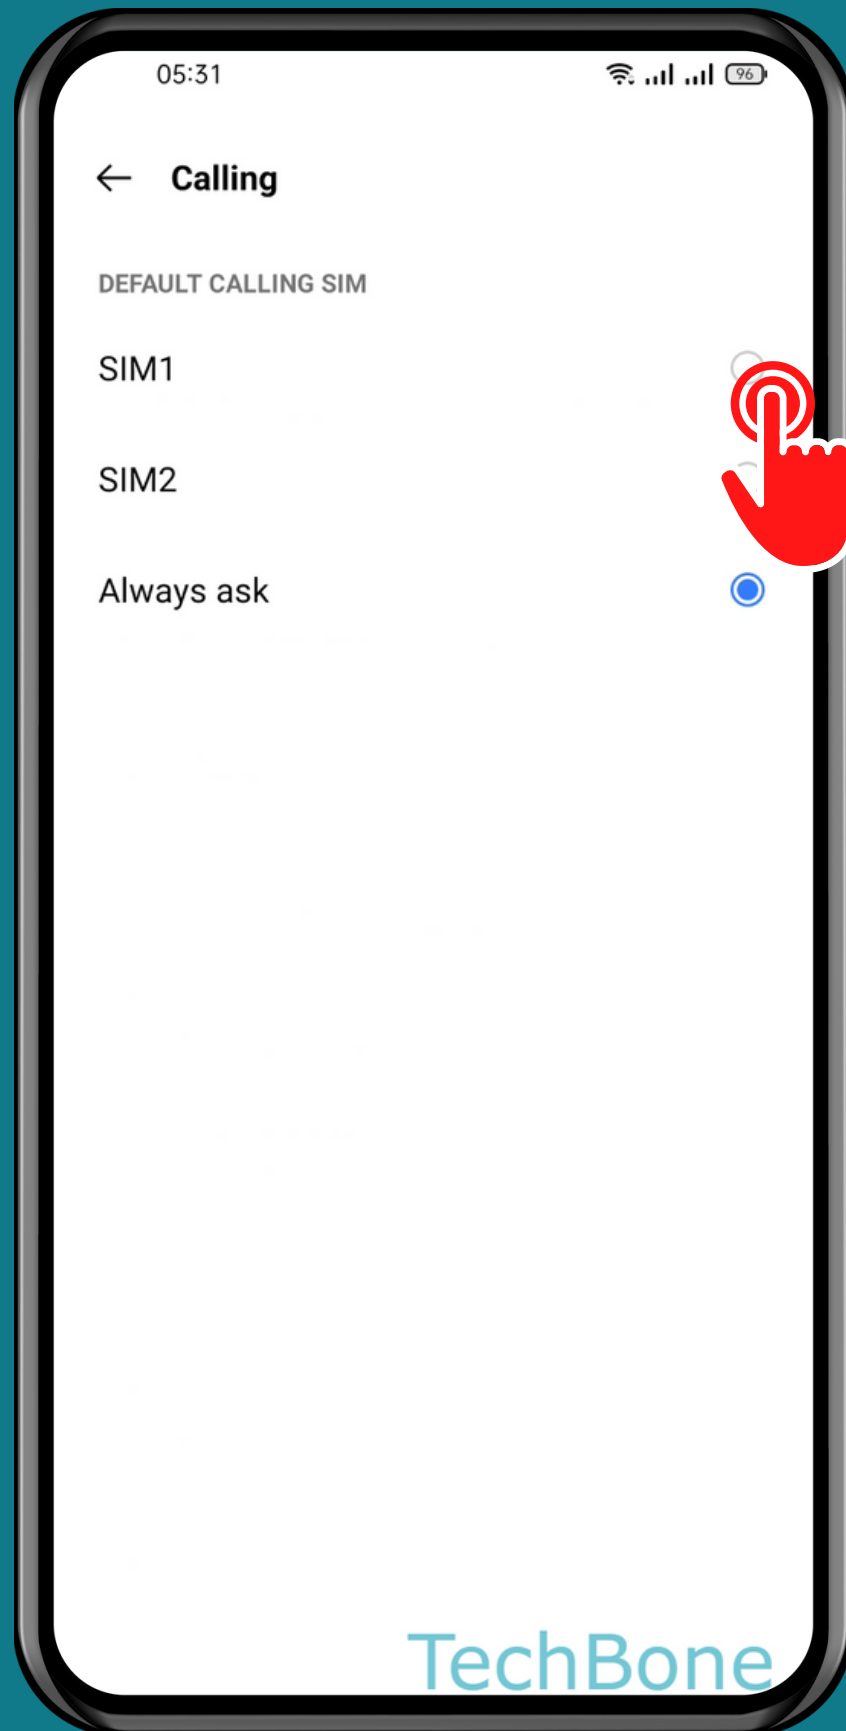 05:31
96
Calling
DEFAULT CALLING SIM
SIM1
SIM2
Always ask
TechBone